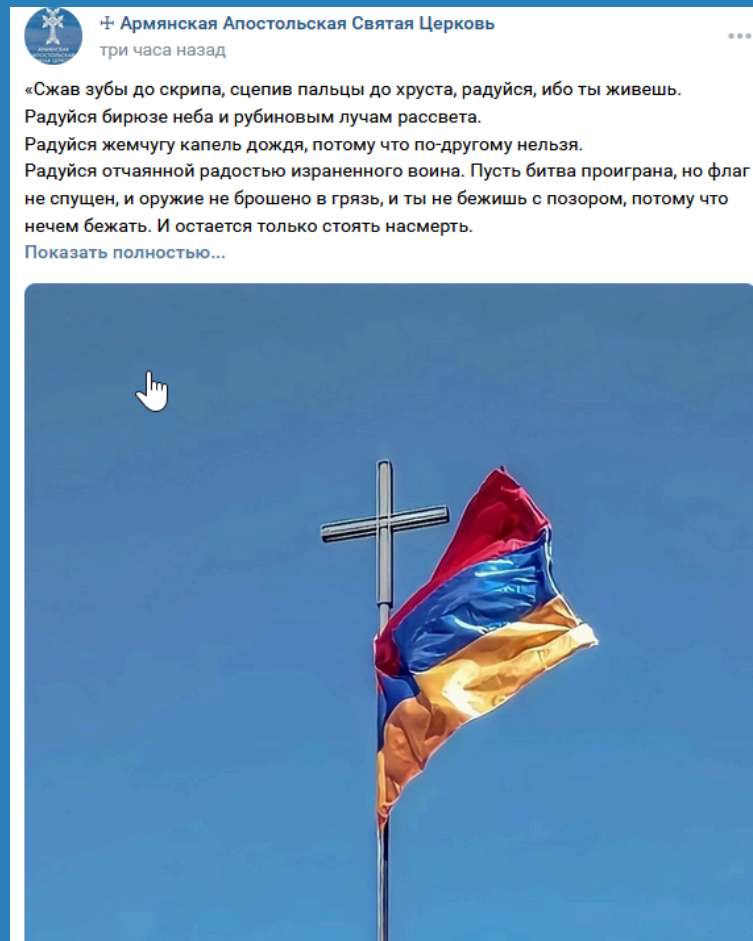 ☩ Армянская Апостольская Святая Церковь
три часа назад
«Сжав зубы до скрипа, сцепив пальцы до хруста, радуйся, ибо ты живешь.
Радуйся бирюзе неба и рубиновым лучам рассвета.
Радуйся жемчугу капель дождя, потому что по-другому нельзя.
Радуйся отчаянной радостью израненного воина. Пусть битва проиграна, но флаг
не спущен, и оружие не брошено в грязь, и ты не бежишь с позором, потому что
нечем бежать. И остается только стоять насмерть.
Показать полностью...